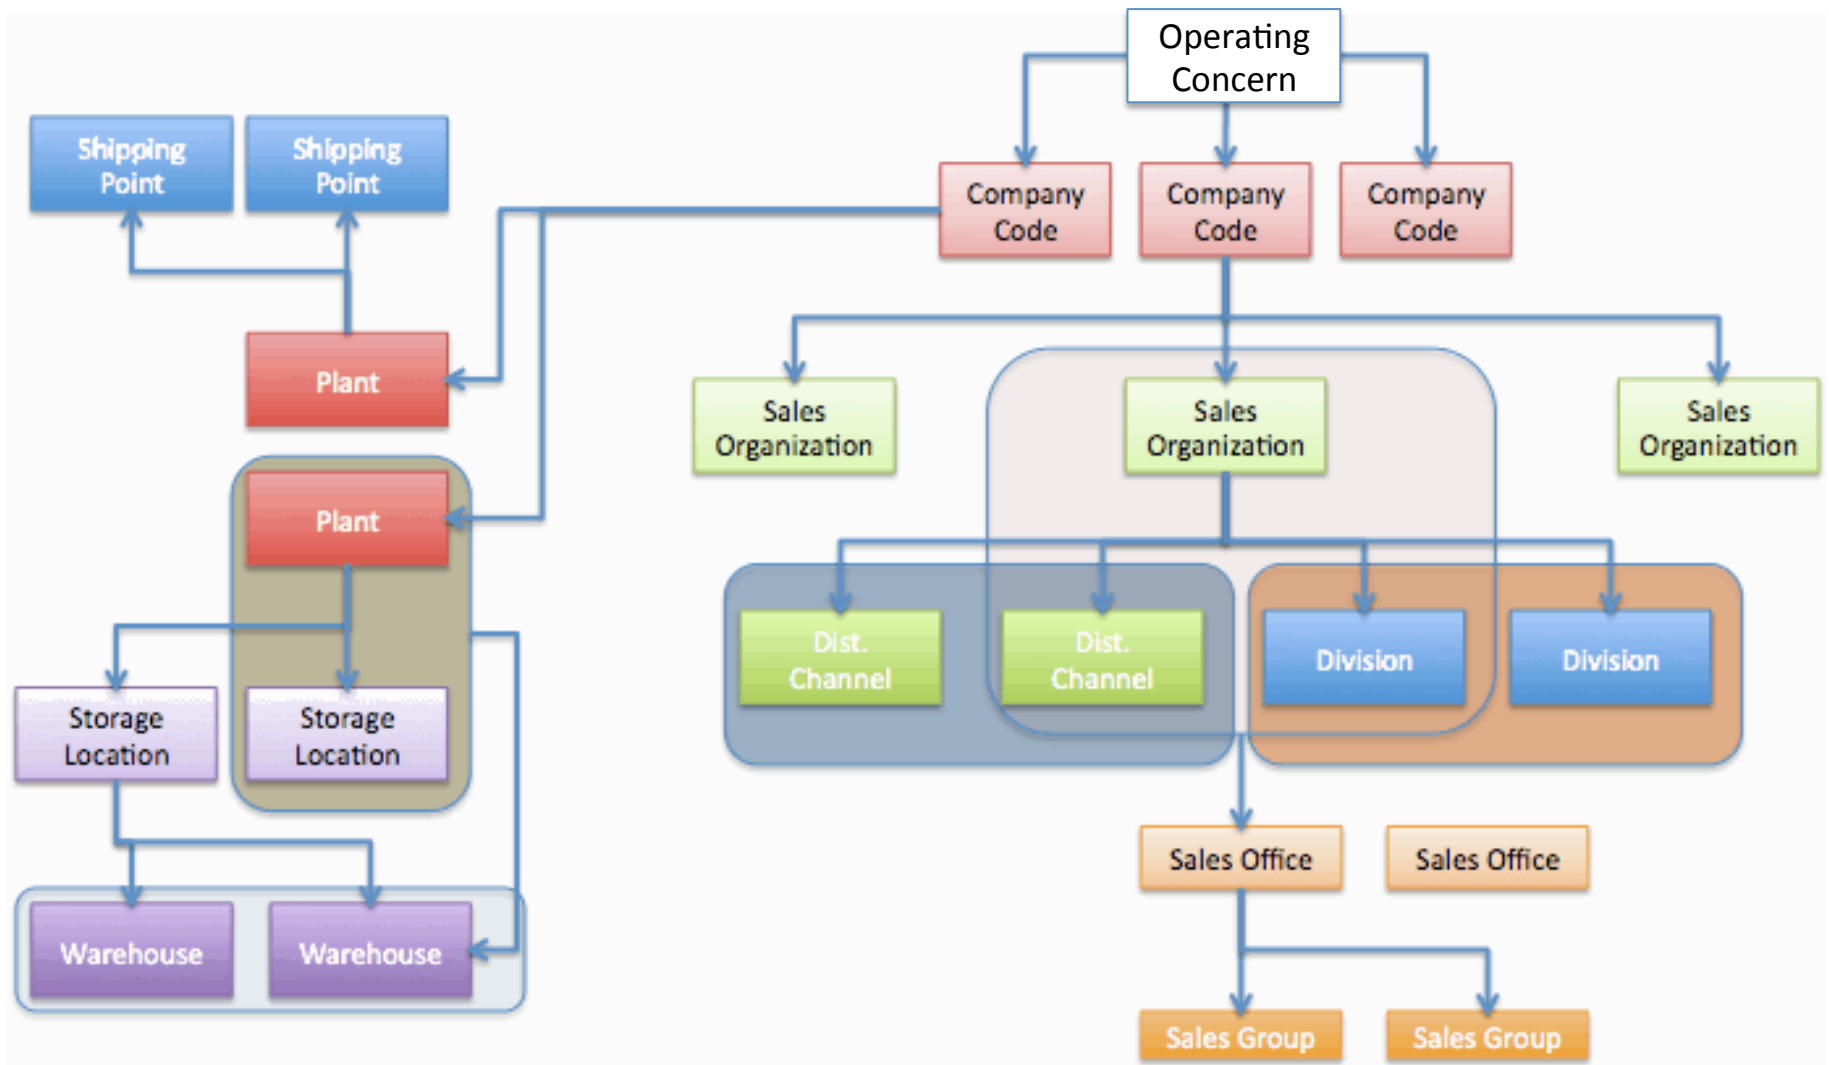 Operating
Concern
Shipping
Point
Shipping
Point
Company
Code
Company
Code
Company
Code
Plant
Sales
Organization
Sales
Organization
Sales
Organization
Plant
Dist.
Channel
Dist.
Channel
Division
Division
Storage
Location
Storage
Location
Sales Office
Sales Office
Warehouse
Warehouse
Sales Group
Sales Group